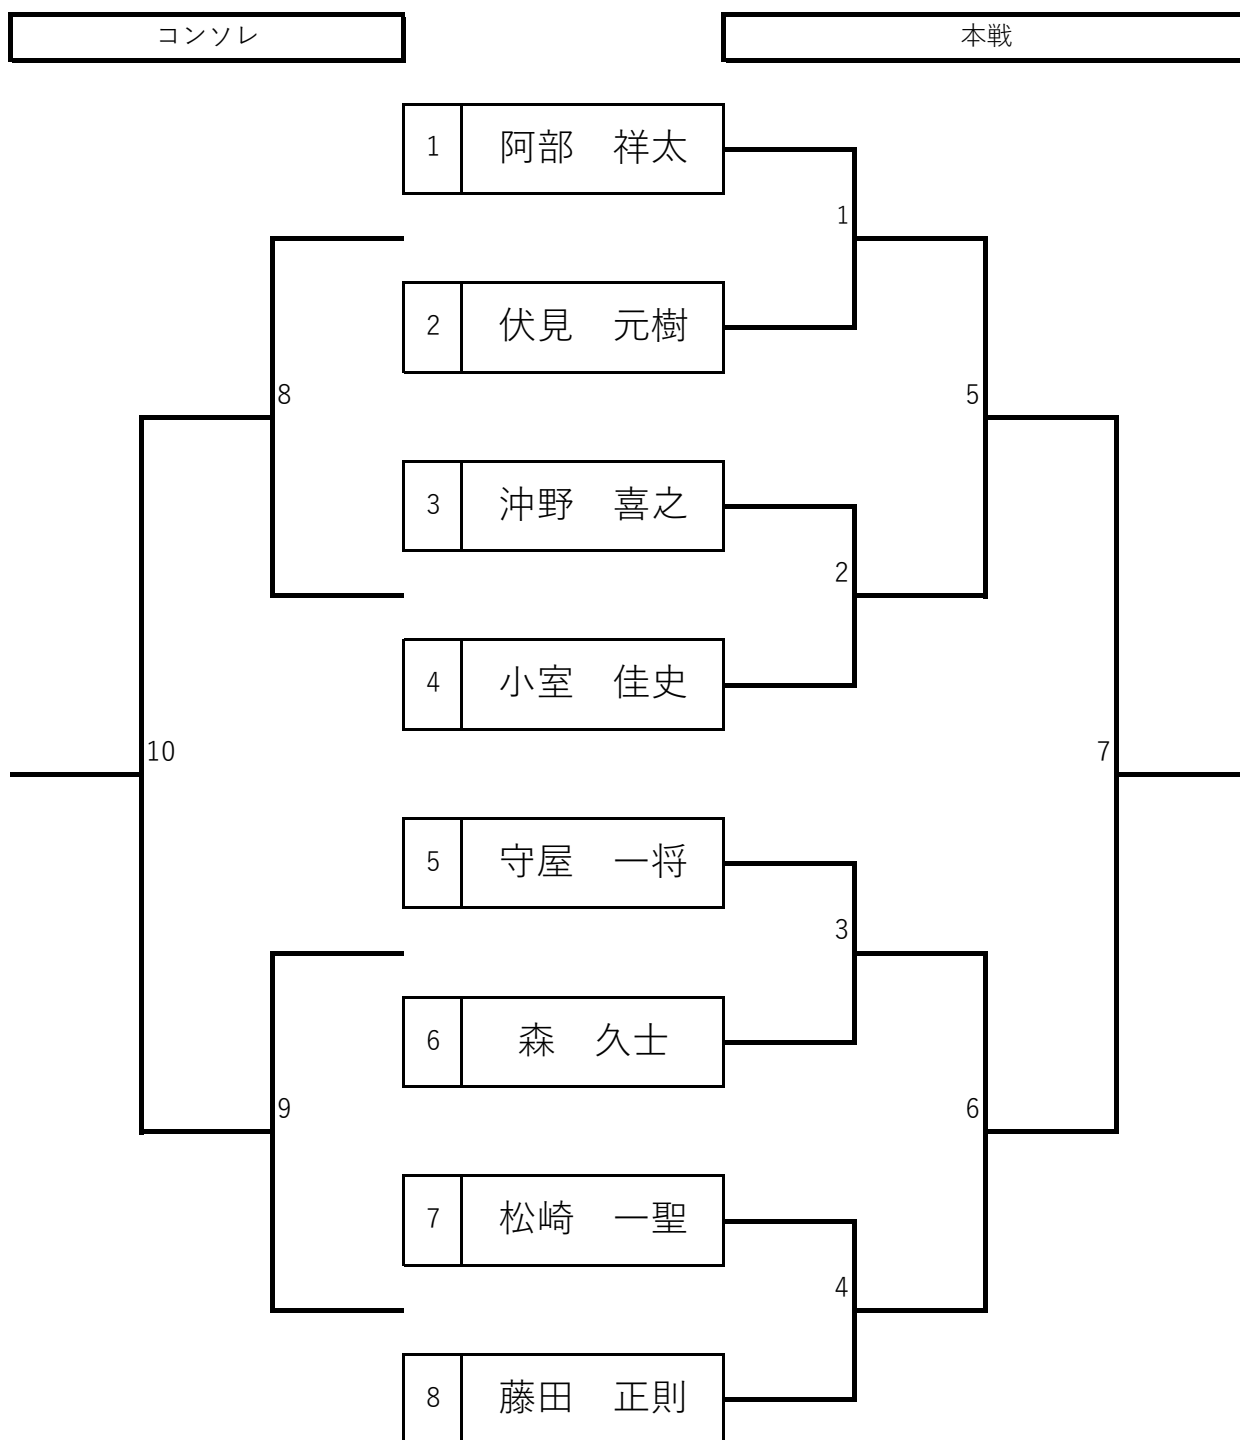 コンソレ 本戦
1 阿部　祥太
1
2 伏見　元樹
8 5
3 沖野　喜之
2
4 小室　佳史
10 7
5 守屋　一将
3
6 森　久士
9 6
7 松崎　一聖
4
8 藤田　正則